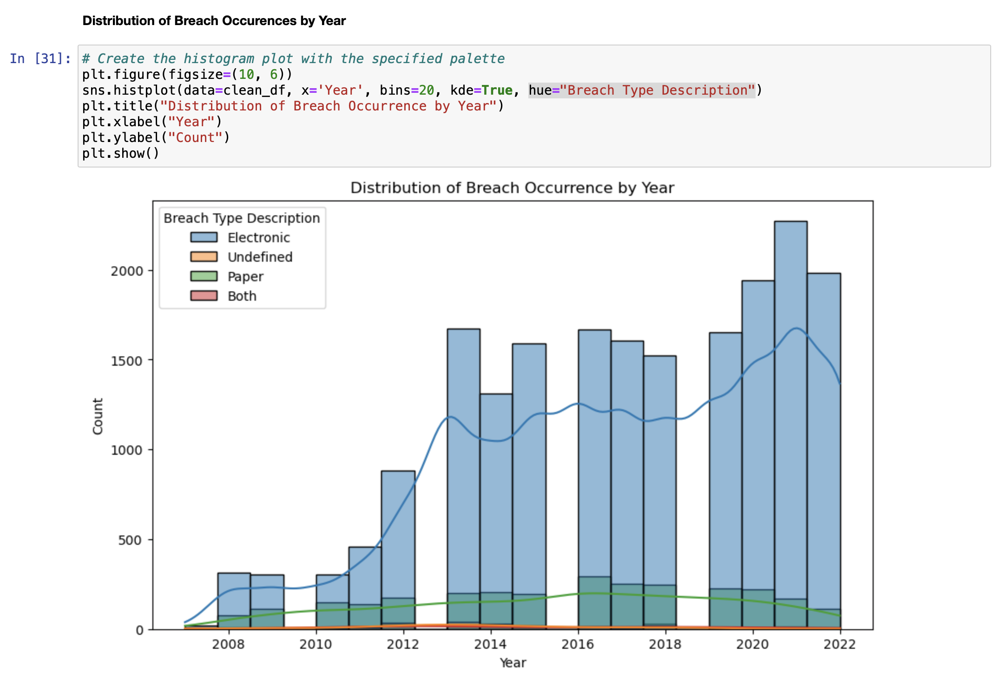 Distribution of Breach Occurences by Year
In [31]:
# Create the histogram plot with the specified palette
plt.figure(figsize=(10, 6))
sns.histplot(data=clean_df, x='Year', bins=20, kde=True, hue="Breach Type Description")
plt.title("Distribution of Breach Occurrence by Year")
plt.xlabel("Year")
plt.ylabel("Count")
plt.show()
Distribution of Breach Occurrence by Year
Breach Type Description
Electronic
Undefined
Paper
Both
2000
1500
1000
500
0
Count
2008 2010 2012 2014 2016 2018 2020 2022
Year